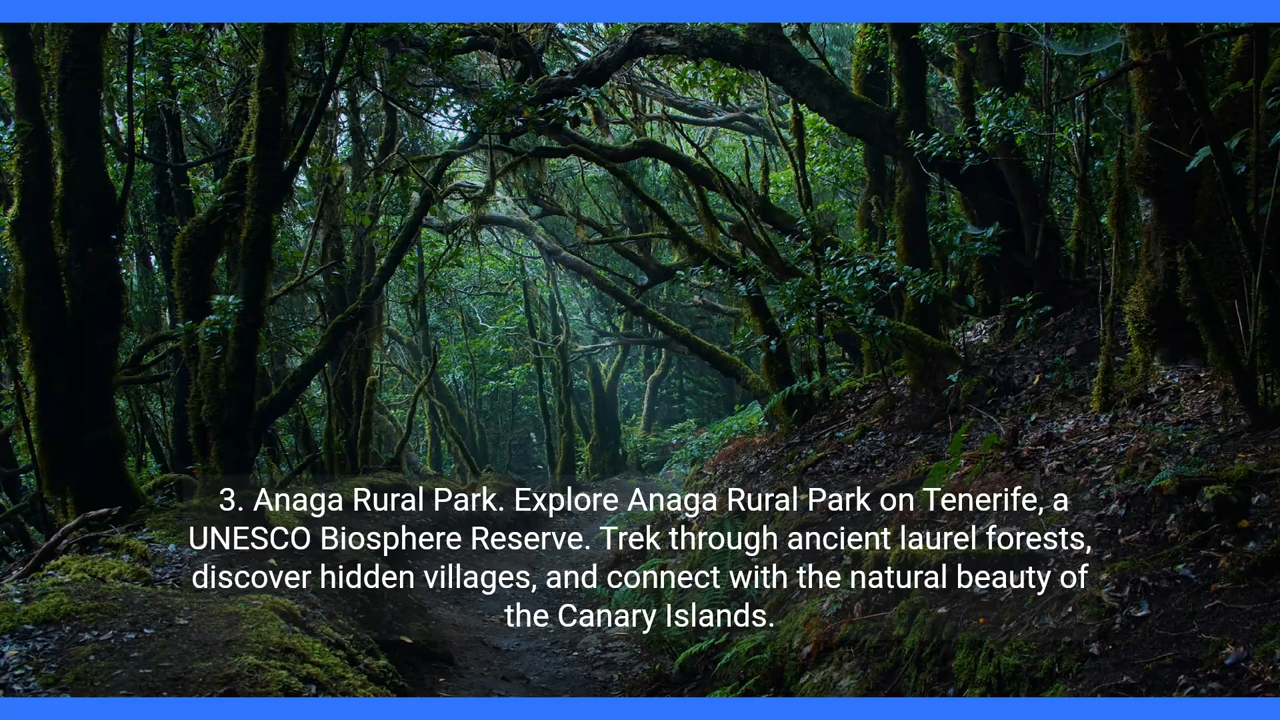 3. Anaga Rural Park. Explore Anaga Rural Park on Tenerife, a
UNESCO Biosphere Reserve. Trek through ancient laurel forests,
discover hidden villages, and connect with the natural beauty of
the Canary Islands.